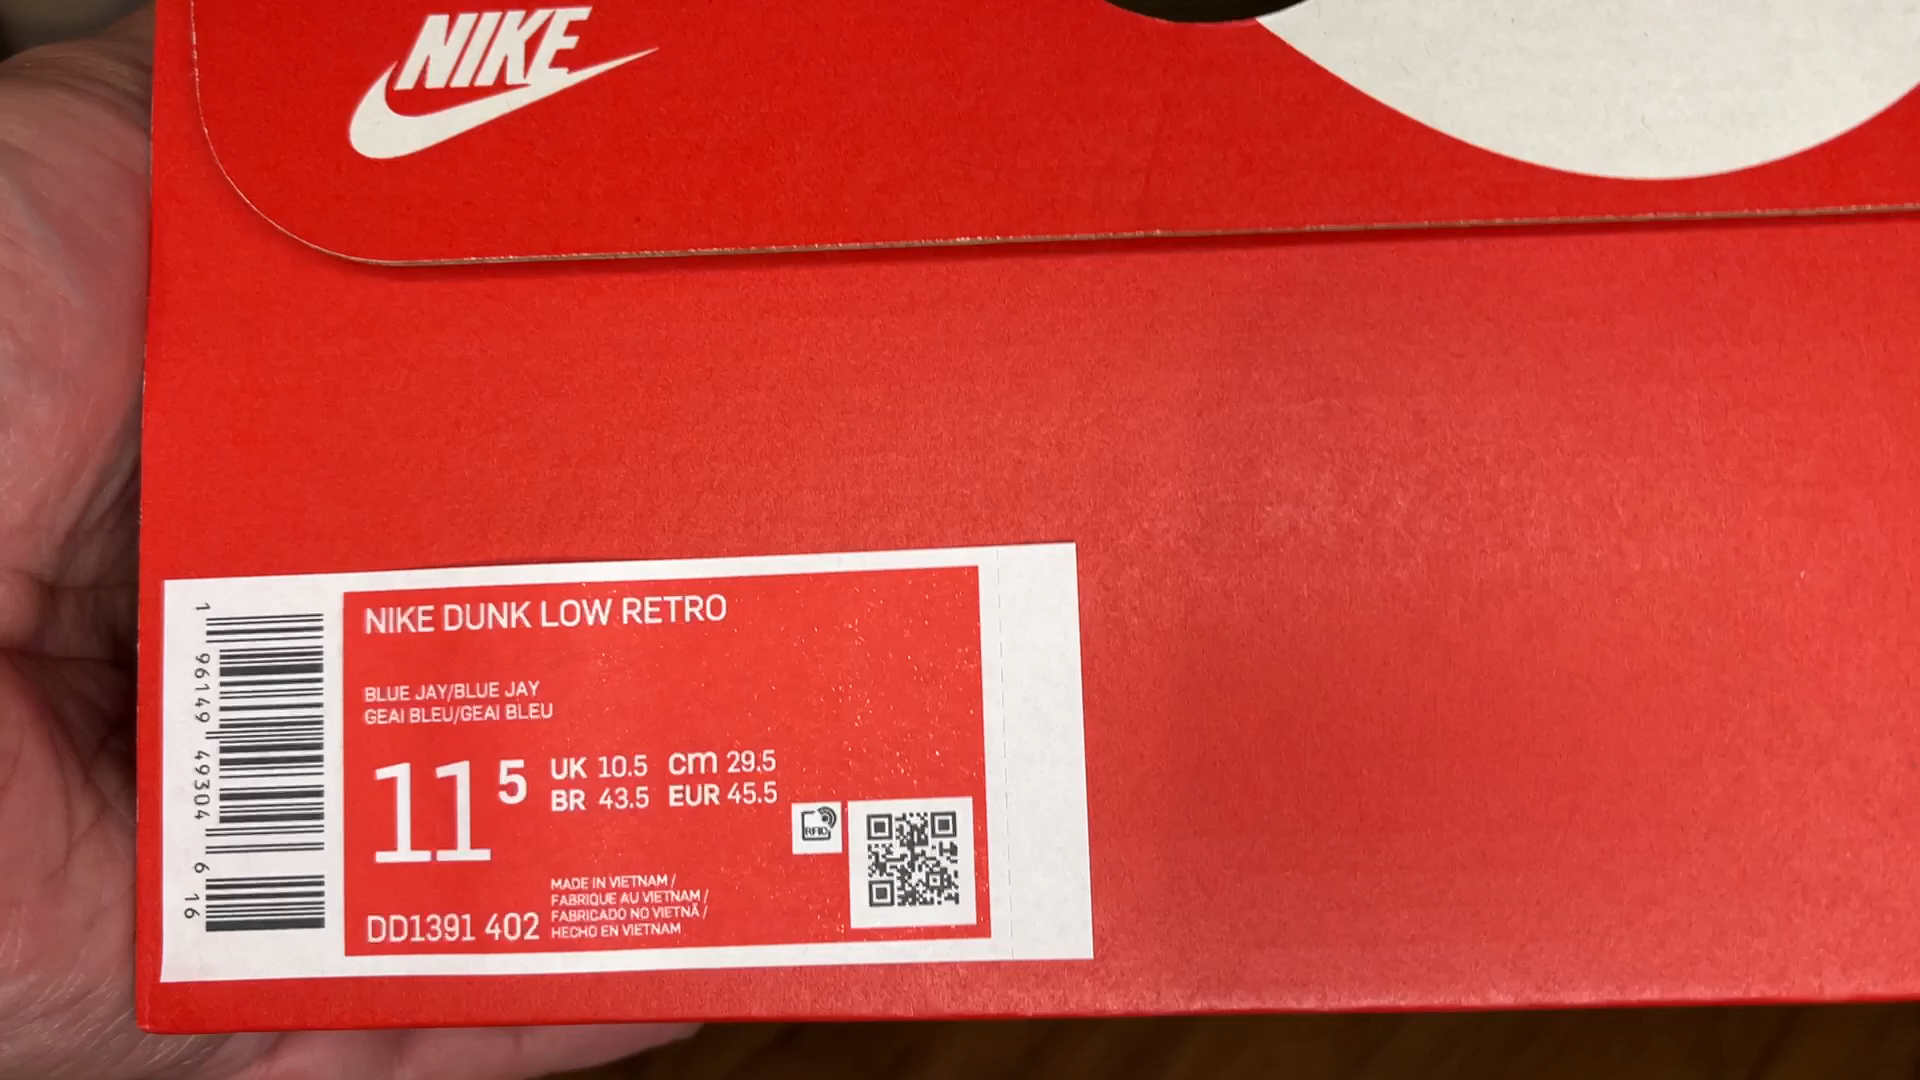 NIKE
NIKE DUNK LOW RETRO
BLUE JAY/BLUE JAY
GEAI BLEU/GEAI BLEU
11 5
UK 10.5 cm 29.5
BR 43.5 EUR 45.5
RFID
MADE IN VIETNAM /
FABRIQUE AU VIETNAM /
FABRICADO NO VIETNÃ /
HECHO EN VIETNAM
DD1391 402
1 96149 49304 6 16